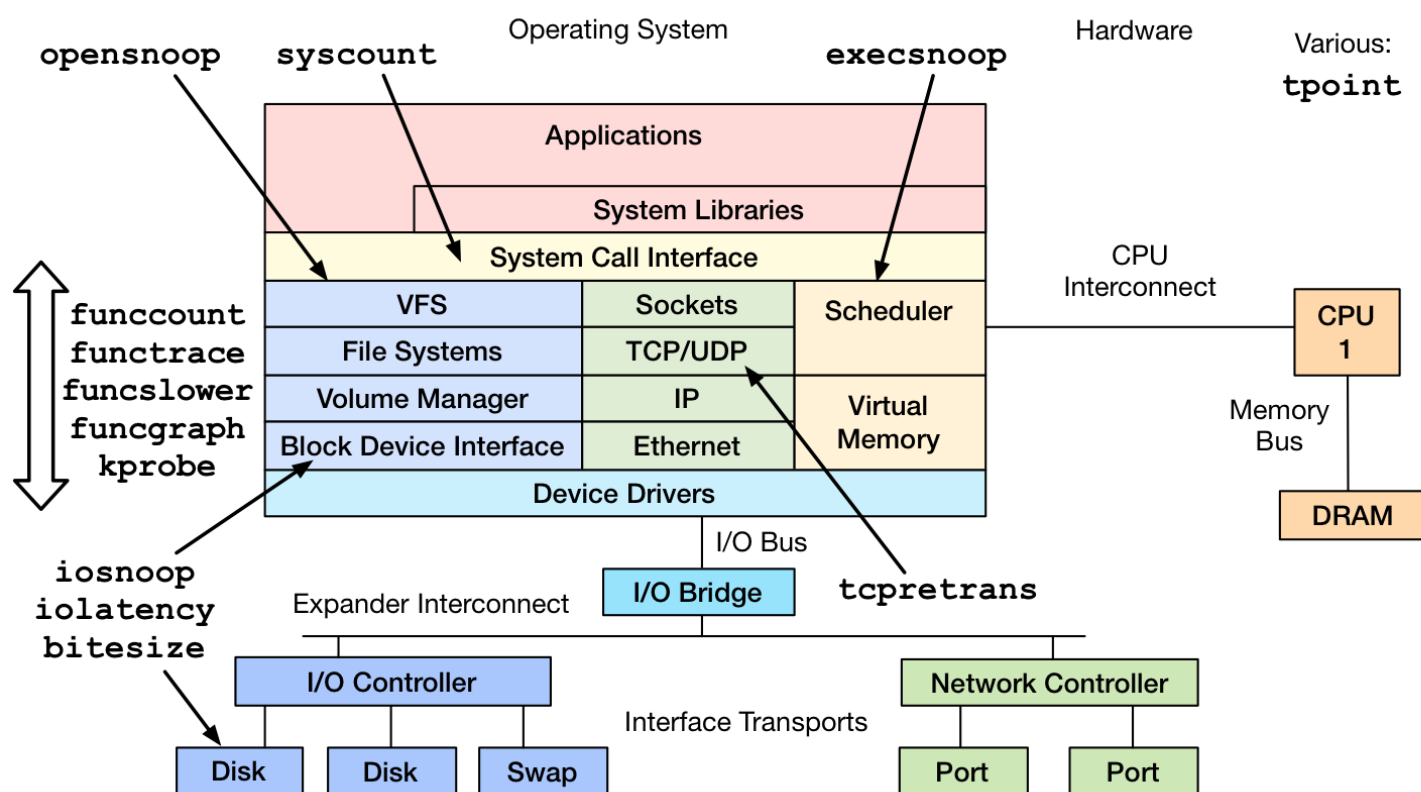 Operating System
Hardware
Various:
opensnoop
syscount
execsnoop
tpoint
Applications
System Libraries
System Call Interface
CPU
Interconnect
VFS
Sockets
Scheduler
CPU
1
funccount
functrace
funcslower
funcgraph
kprobe
File Systems
TCP/UDP
Volume Manager
IP
Virtual
Memory
Memory
Bus
Block Device Interface
Ethernet
Device Drivers
DRAM
I/O Bus
iosnoop
iolatency
bitesize
I/O Bridge
tcpretrans
Expander Interconnect
I/O Controller
Network Controller
Interface Transports
Disk
Disk
Swap
Port
Port